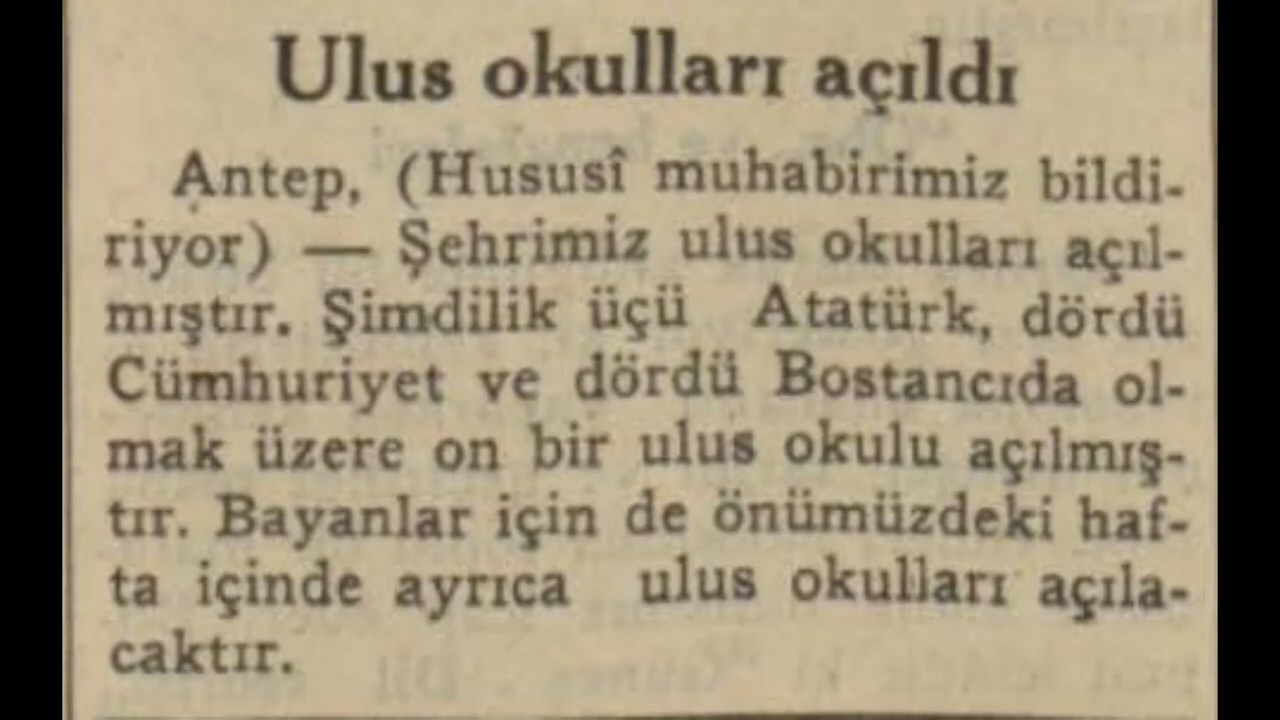 Ulus okulları açıldı
Antep, (Hususî muhabirimiz bildi-
riyor) — Şehrimiz ulus okulları açıl-
mıştır. Şimdilik üçü Atatürk, dördü
Cümhuriyet ve dördü Bostancıda ol-
mak üzere on bir ulus okulu açılmış-
tır. Bayanlar için de önümüzdeki haf-
ta içinde ayrıca ulus okulları açıla-
caktır.